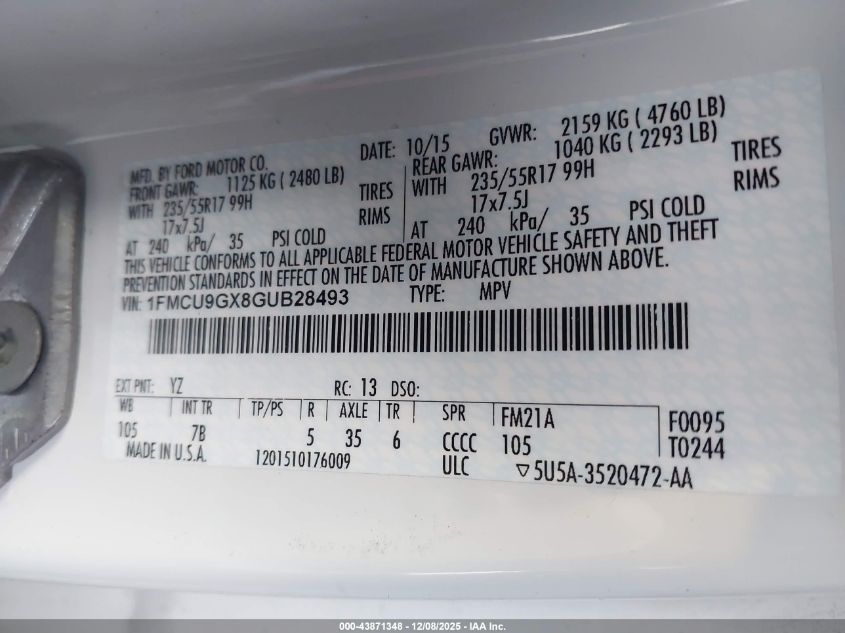 MFD. BY FORD MOTOR CO.
DATE: 10/15 GVWR: 2159 KG ( 4760 LB)
FRONT GAWR: 1125 KG ( 2480 LB)
REAR GAWR: 1040 KG ( 2293 LB)
WITH 235/55R17 99H TIRES
WITH 235/55R17 99H TIRES
17x7.5J RIMS
17x7.5J RIMS
AT 240 kPa/ 35 PSI COLD
AT 240 kPa/ 35 PSI COLD
THIS VEHICLE CONFORMS TO ALL APPLICABLE FEDERAL MOTOR VEHICLE SAFETY AND THEFT
PREVENTION STANDARDS IN EFFECT ON THE DATE OF MANUFACTURE SHOWN ABOVE.
VIN: 1FMCU9GX8GUB28493 TYPE: MPV
EXT PNT: YZ RC: 13 DSO:
WB INT TR TP/PS R AXLE TR SPR FM21A F0095
105 7B 5 35 6 CCCC 105 T0244
MADE IN U.S.A. 1201510176009 ULC ▽5U5A-3520472-AA
000-43871348 - 12/08/2025 - IAA Inc.